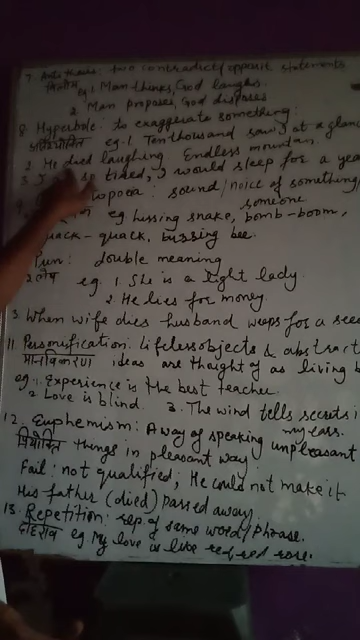 7. Antithesis: two contradict/opposit statements
eg 1 Man thinks, God laughs.
2 Man proposes, God disposes
8. Hyperbole: to exaggerate something.
अतिशयोक्ति eg-1. Ten thousand saw I at a glance
2. He died laughing. Endless mountain.
3 so tired, I would sleep for a year
opoea: sound/noice of something/
someone
eg hissing snake, bomb-boom,
quack-quack, buzzing bee.
Pun: double meaning
श्लेष eg. 1. She is a light lady.
2. He lies for money.
3. When wife dies husband weeps for a
11. Personification: Lifeless objects & abstract
मानवीकरण ideas are thought of as living
eg 1. Experience is the best teacher.
2 Love is blind. 3. The wind tells secrets
my ears.
12. Euphemism: A way of speaking unpleasant
things in pleasant way.
Fail: not qualified; He could not make it
His father (died) passed away.
13. Repetition: rep. of same word/Phrase.
eg My love is like red red rose.